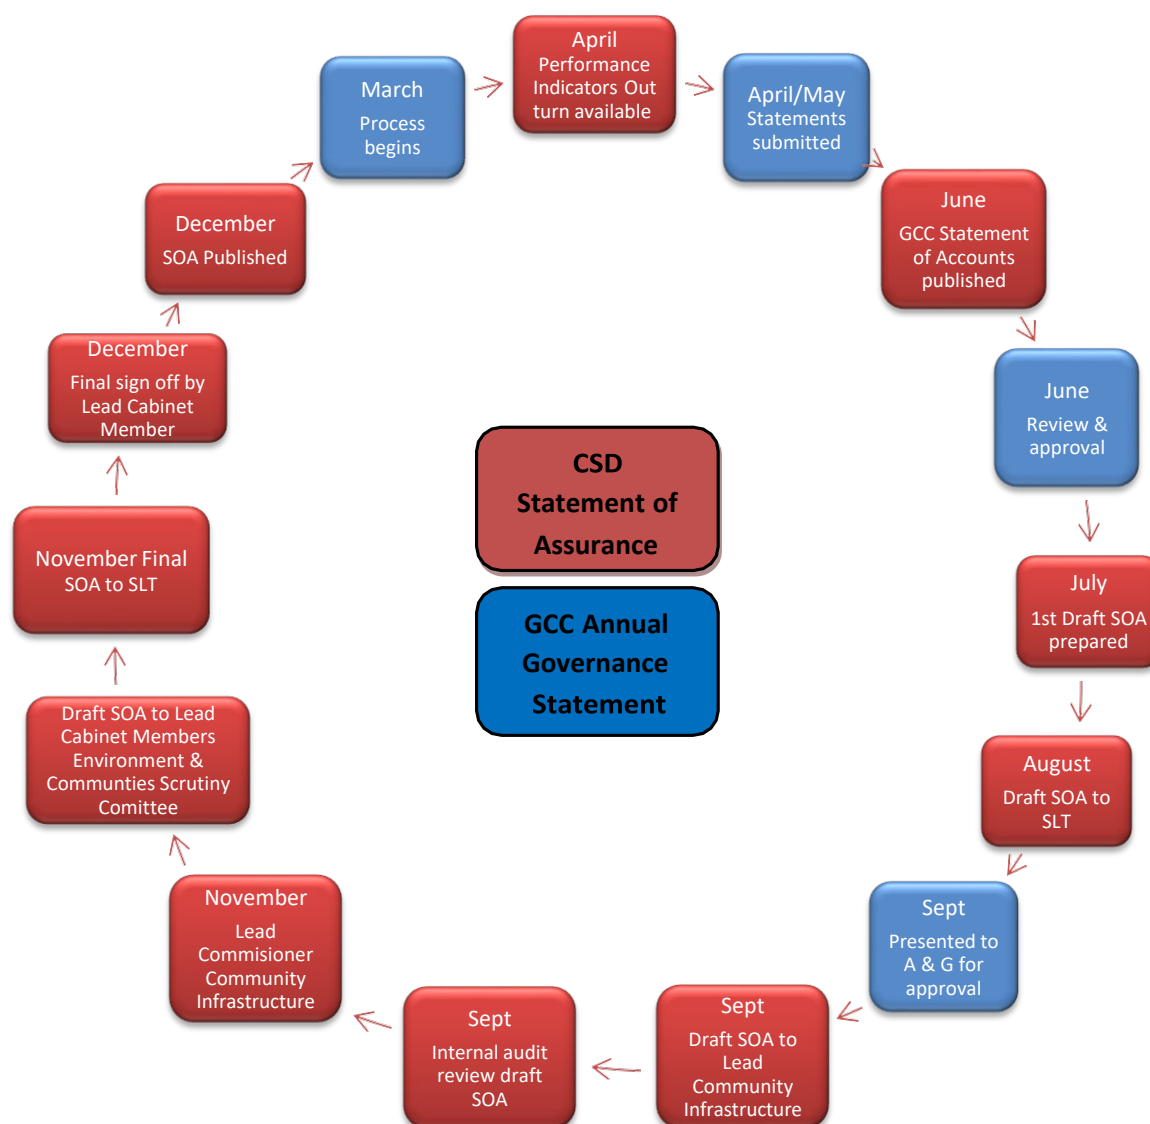 March
Process
begins
April
Performance
Indicators Out
turn available
April/May
Statements
submitted
June
GCC Statement
of Accounts
published
June
Review &
approval
July
1st Draft SOA
prepared
August
Draft SOA to
SLT
Sept
Presented to
A & G for
approval
Sept
Draft SOA to
Lead
Community
Infrastructure
Sept
Internal audit
review draft
SOA
November
Lead
Commisioner
Community
Infrastructure
Draft SOA to Lead
Cabinet Members
Environment &
Communties Scrutiny
Comittee
November Final
SOA to SLT
December
Final sign off by
Lead Cabinet
Member
December
SOA Published
CSD
Statement of
Assurance
GCC Annual
Governance
Statement